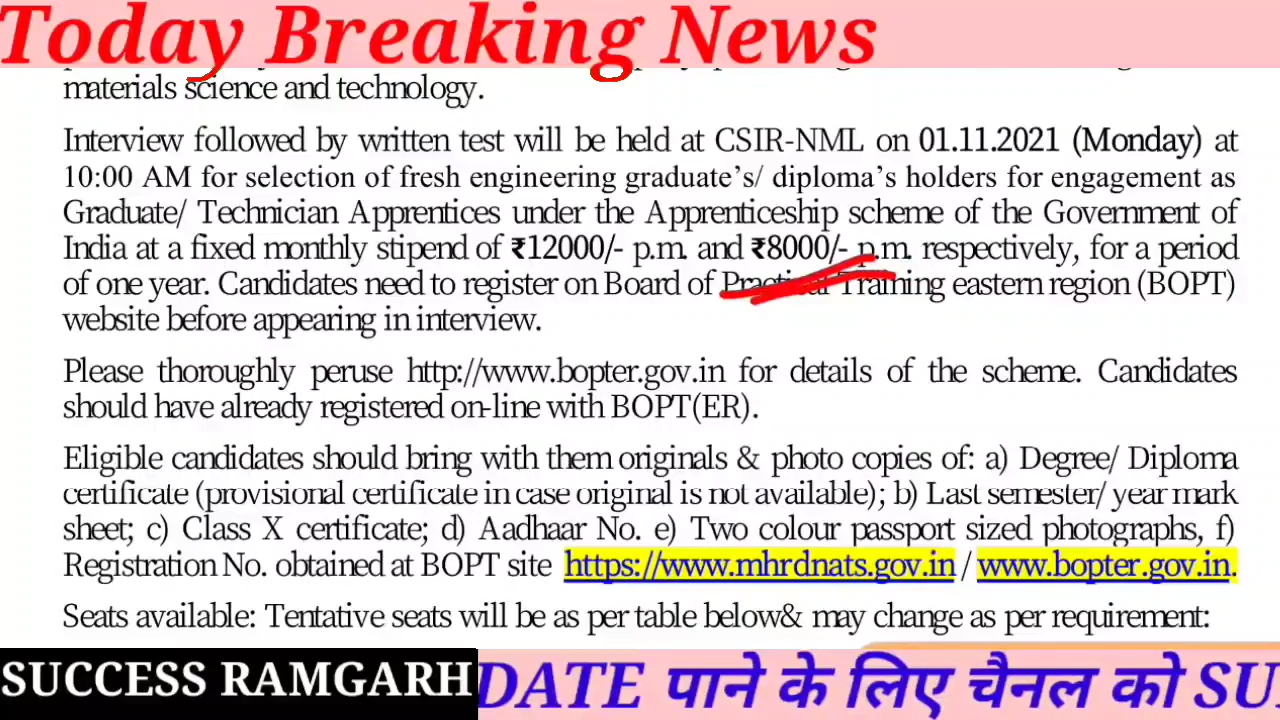 Today Breaking News
materials science and technology.
Interview followed by written test will be held at CSIR-NML on 01.11.2021 (Monday) at
10:00 AM for selection of fresh engineering graduate's/ diploma's holders for engagement as
Graduate/ Technician Apprentices under the Apprenticeship scheme of the Government of
India at a fixed monthly stipend of ₹12000/- p.m. and ₹8000/- p.m. respectively, for a period
of one year. Candidates need to register on Board of Practical Training eastern region (BOPT)
website before appearing in interview.
Please thoroughly peruse http://www.bopter.gov.in for details of the scheme. Candidates
should have already registered on-line with BOPT(ER).
Eligible candidates should bring with them originals & photo copies of: a) Degree/ Diploma
certificate (provisional certificate in case original is not available); b) Last semester/ year mark
sheet; c) Class X certificate; d) Aadhaar No. e) Two colour passport sized photographs, f)
Registration No. obtained at BOPT site https://www.mhrdnats.gov.in / www.bopter.gov.in.
Seats available: Tentative seats will be as per table below& may change as per requirement:
SUCCESS RAMGARH DATE पाने के लिए चैनल को SU